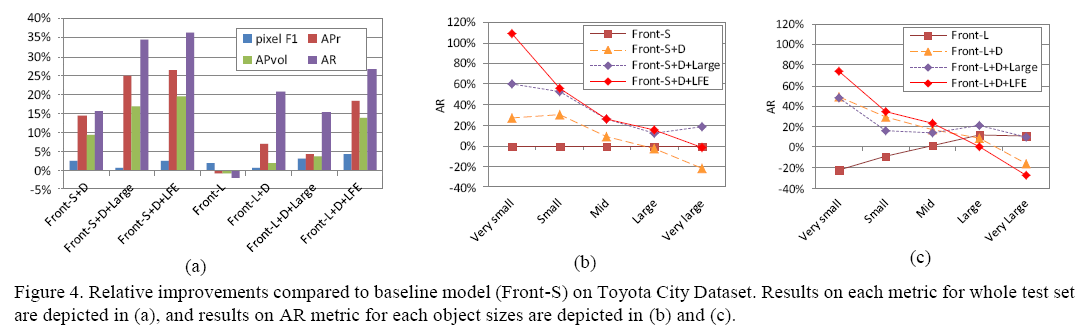 40%
35%
30%
25%
20%
15%
10%
5%
0%
-5%
pixel F1 APr
APvol AR
Front-S+D
Front-S+D+Large
Front-S+D+LFE
Front-L
Front-L+D
Front-L+D+Large
Front-L+D+LFE
(a)
120%
100%
80%
60%
40%
20%
0%
-20%
-40%
AR
Front-S
Front-S+D
Front-S+D+Large
Front-S+D+LFE
Very small
Small
Mid
Large
Very large
(b)
120%
100%
80%
60%
40%
20%
0%
-20%
-40%
AR
Front-L
Front-L+D
Front-L+D+Large
Front-L+D+LFE
Very small
Small
Mid
Large
Very Large
(c)
Figure 4. Relative improvements compared to baseline model (Front-S) on Toyota City Dataset. Results on each metric for whole test set
are depicted in (a), and results on AR metric for each object sizes are depicted in (b) and (c).